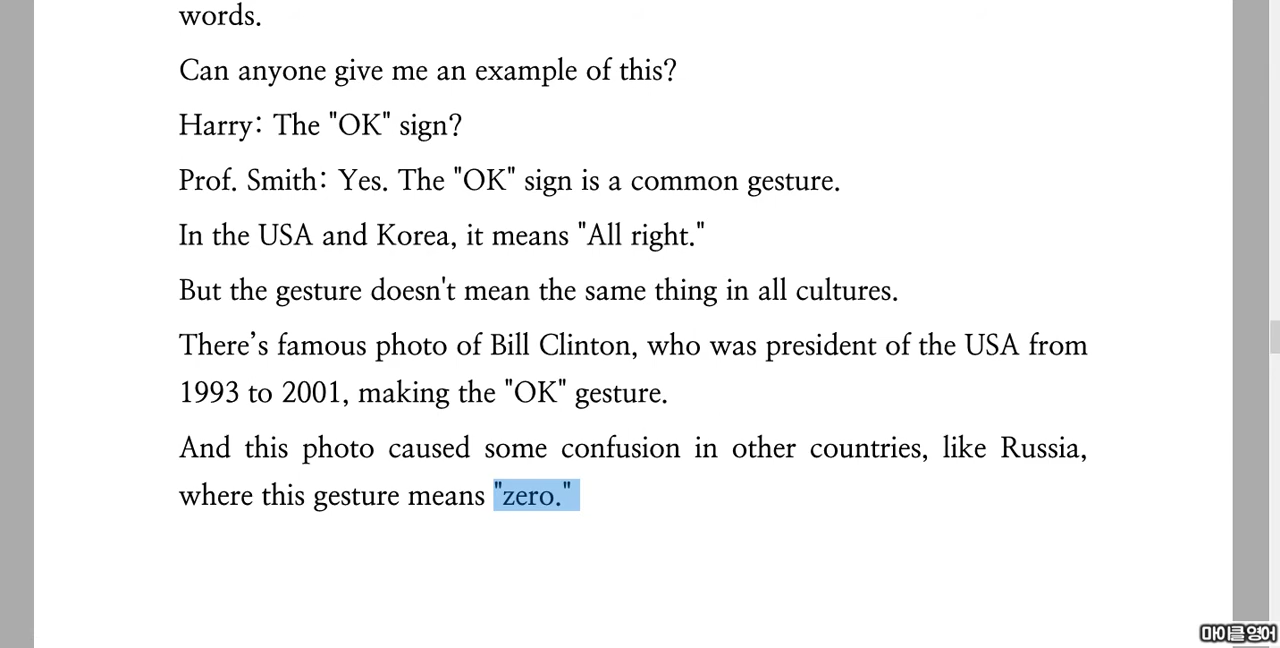 words.
Can anyone give me an example of this?
Harry: The "OK" sign?
Prof. Smith: Yes. The "OK" sign is a common gesture.
In the USA and Korea, it means "All right."
But the gesture doesn't mean the same thing in all cultures.
There’s famous photo of Bill Clinton, who was president of the USA from
1993 to 2001, making the "OK" gesture.
And this photo caused some confusion in other countries, like Russia,
where this gesture means "zero."
마이클영어